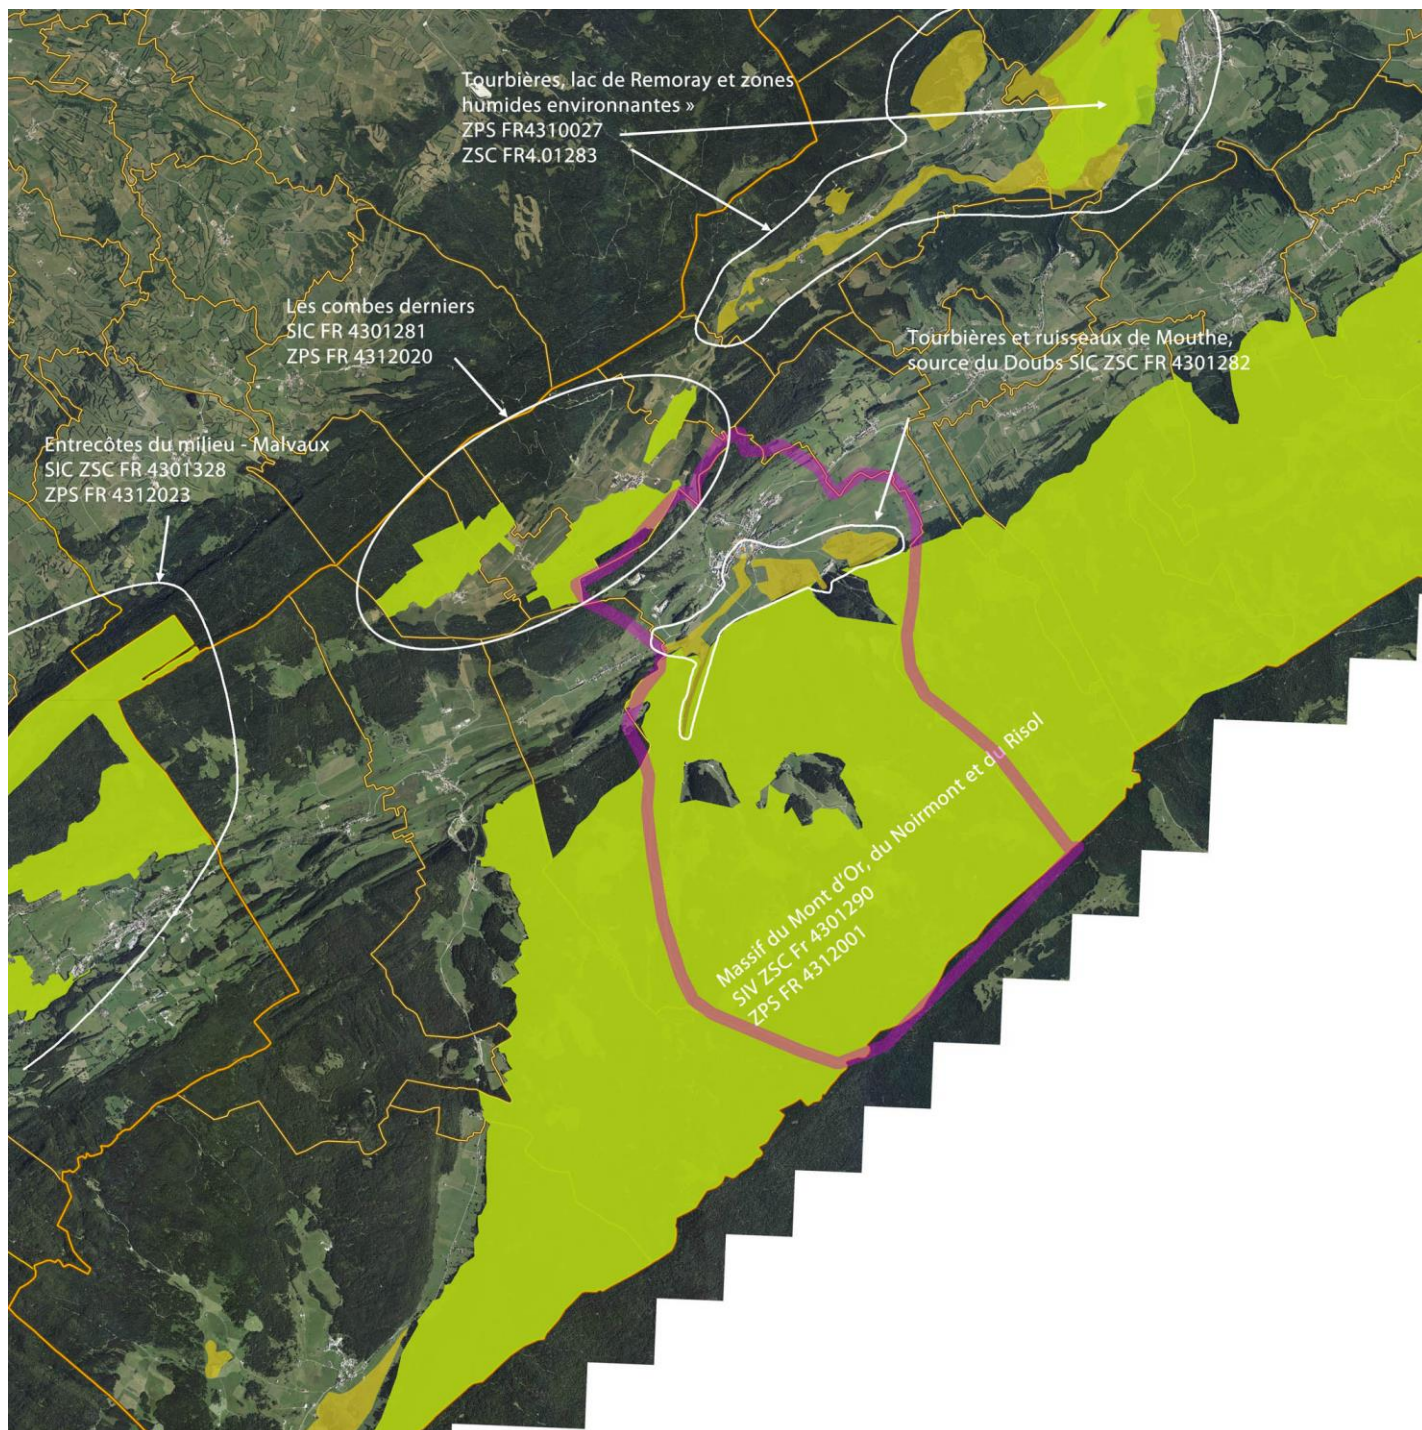 Tourbières, lac de Remoray et zones
humides environnantes »
ZPS FR4310027
ZSC FR4.01283
Les combes derniers
SIC FR 4301281
ZPS FR 4312020
Tourbières et ruisseaux de Mouthe,
source du Doubs SIC ZSC FR 4301282
Entrecôtes du milieu - Malvaux
SIC ZSC FR 4301328
ZPS FR 4312023
Massif du Mont d'Or, du Noirmont et du Risol
SIV ZSC Fr 4301290
ZPS FR 4312001